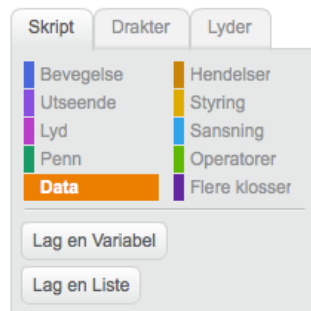 Skript Drakter Lyder
Bevegelse Hendelser
Utseende Styring
Lyd Sansning
Penn Operatorer
Data Flere klosser
Lag en Variabel
Lag en Liste